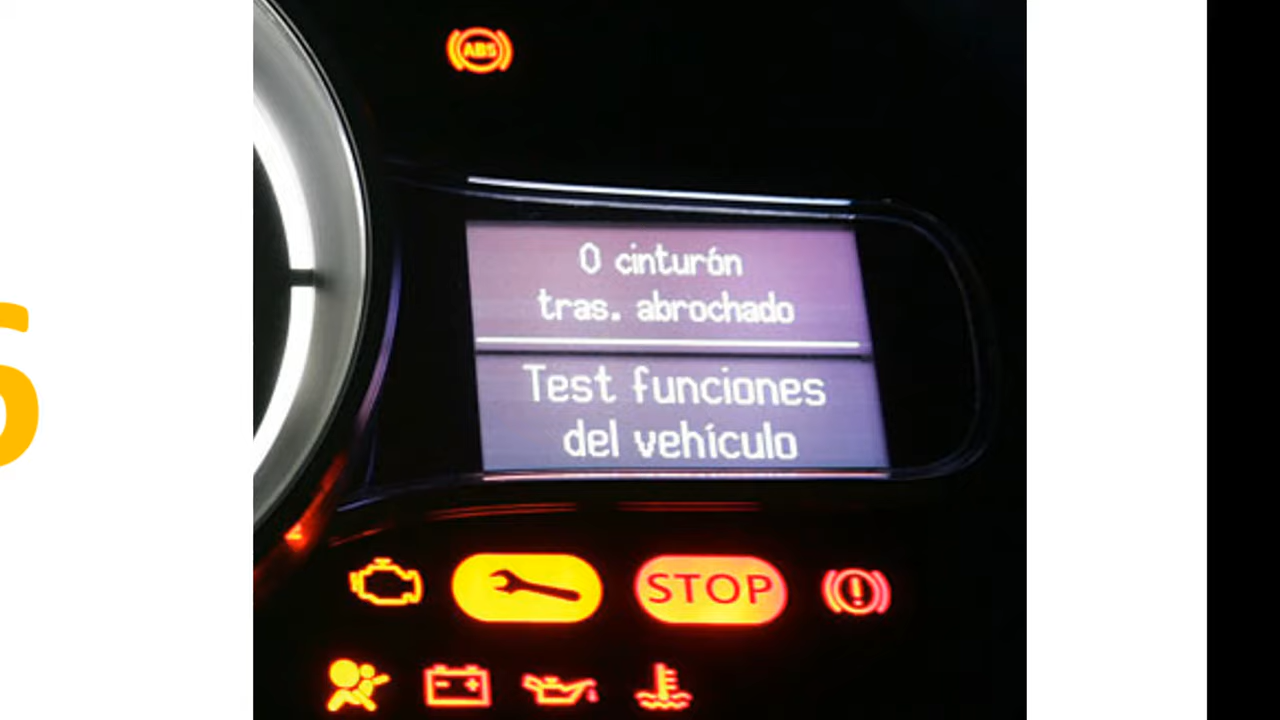 ABS
0 cinturón
tras. abrochado
Test funciones
del vehículo
STOP